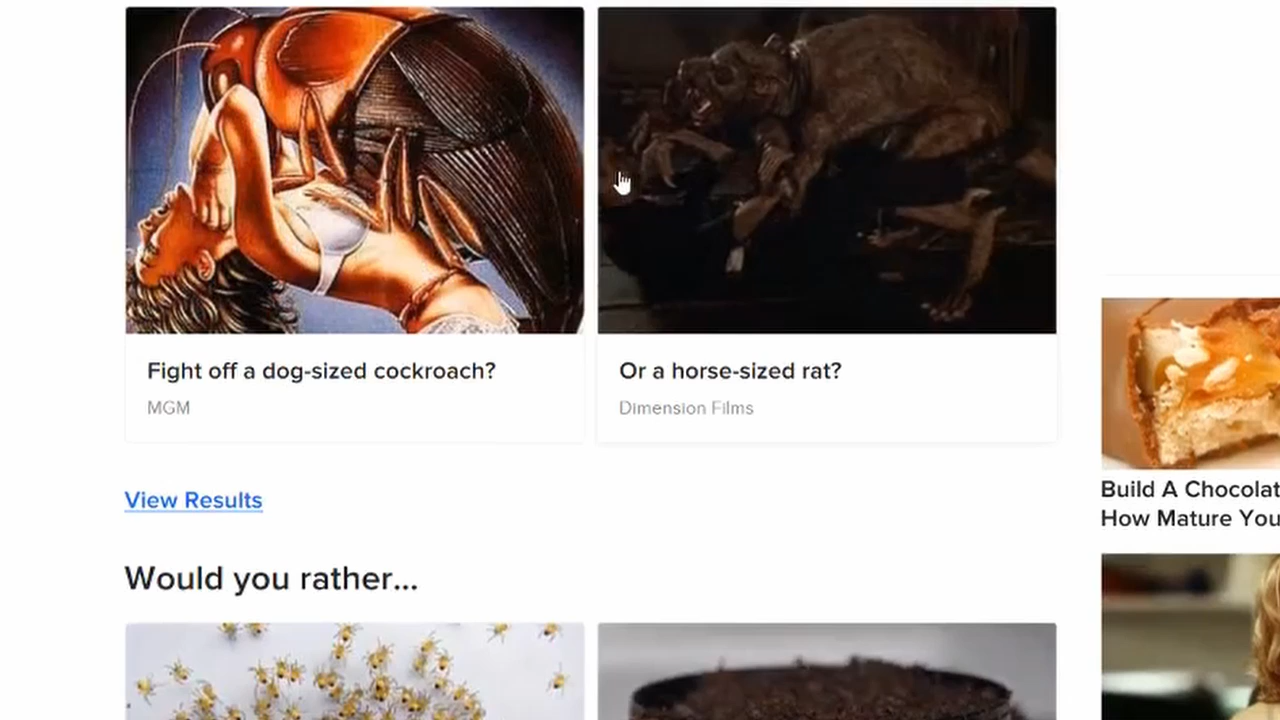 Fight off a dog-sized cockroach?
MGM
Or a horse-sized rat?
Dimension Films
View Results
Build A Chocolat
How Mature You
Would you rather...